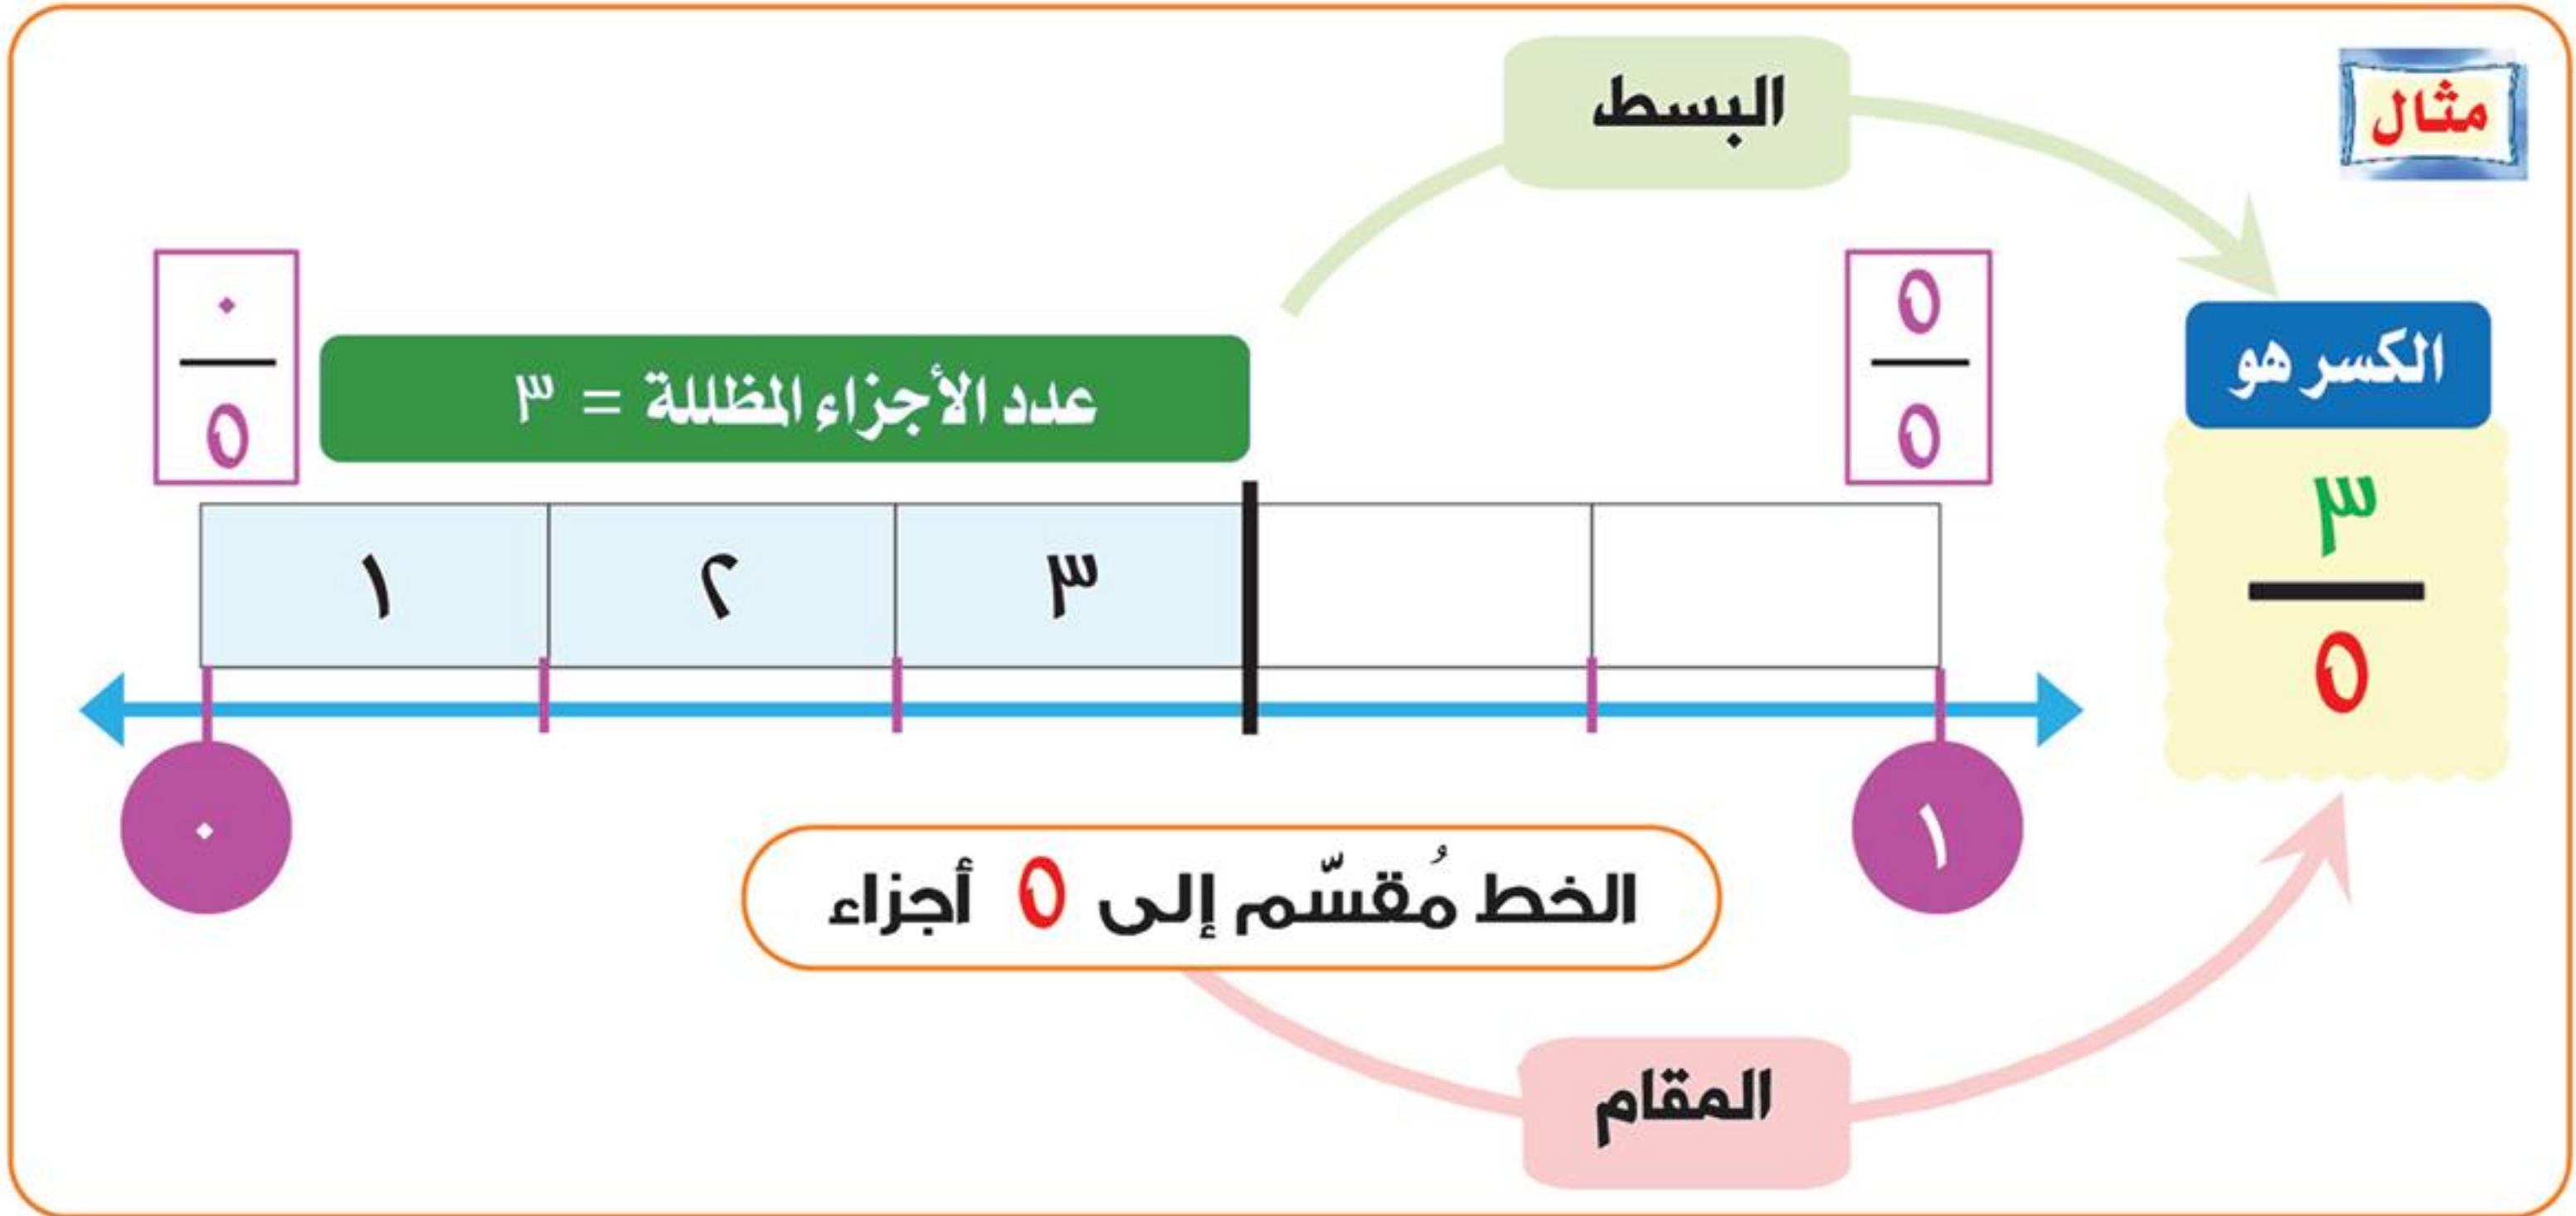 مثال
البسط
٥
٥
٠
٥
الكسر هو
٣
٥
عدد الأجزاء المظللة = ٣
١ ٢ ٣
٠
١
الخط مُقسّم إلى ٥ أجزاء
المقام